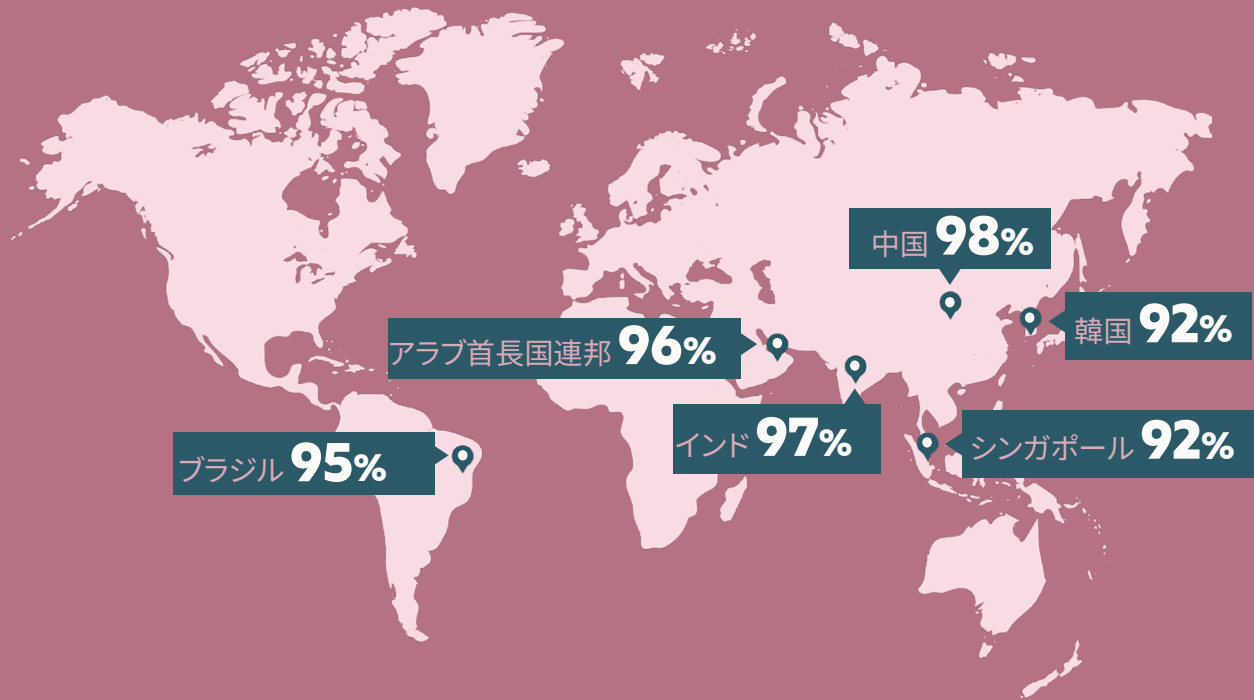 中国 98%
韓国 92%
アラブ首長国連邦 96%
インド 97%
シンガポール 92%
ブラジル 95%